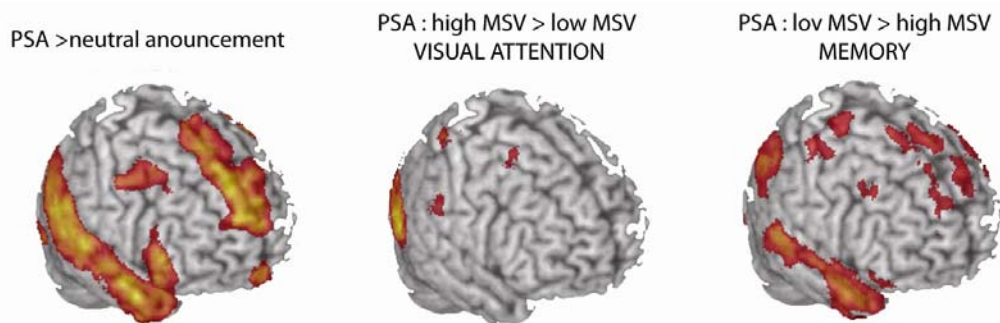 PSA >neutral anouncement
PSA : high MSV > low MSV
VISUAL ATTENTION
PSA : lov MSV > high MSV
MEMORY